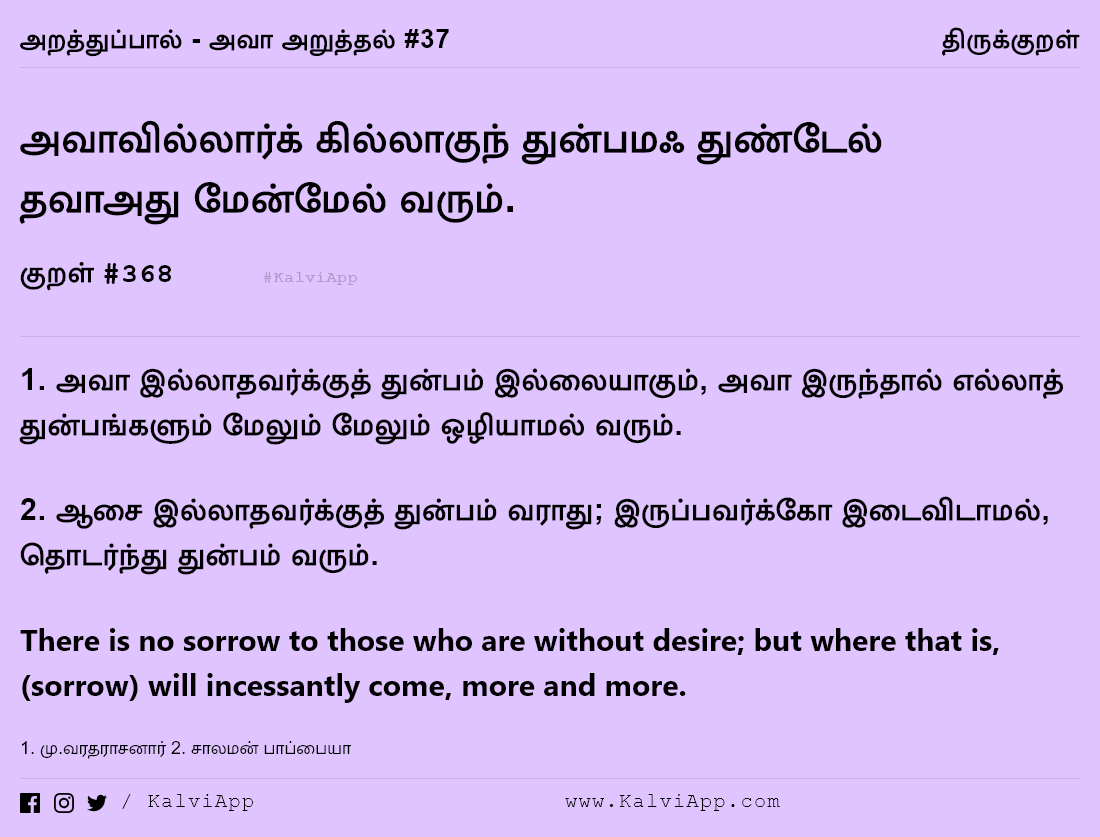 அறத்துப்பால் - அவா அறுத்தல் #37
திருக்குறள்
அவாவில்லார்க் கில்லாகுந் துன்பமஃ துண்டேல்
தவாஅது மேன்மேல் வரும்.
குறள் #368
#KalviApp
1. அவா இல்லாதவர்க்குத் துன்பம் இல்லையாகும், அவா இருந்தால் எல்லாத்
துன்பங்களும் மேலும் மேலும் ஒழியாமல் வரும்.
2. ஆசை இல்லாதவர்க்குத் துன்பம் வராது; இருப்பவர்க்கோ இடைவிடாமல்,
தொடர்ந்து துன்பம் வரும்.
There is no sorrow to those who are without desire; but where that is,
(sorrow) will incessantly come, more and more.
1. மு.வரதராசனார் 2. சாலமன் பாப்பையா
/ KalviApp
www.KalviApp.com